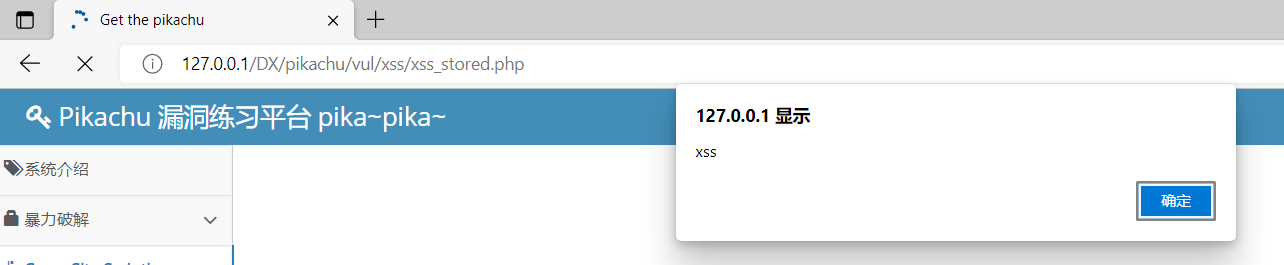 Get the pikachu
127.0.0.1/DX/pikachu/vul/xss/xss_stored.php
Pikachu 漏洞练习平台 pika~pika~
127.0.0.1 显示
xss
确定
系统介绍
暴力破解